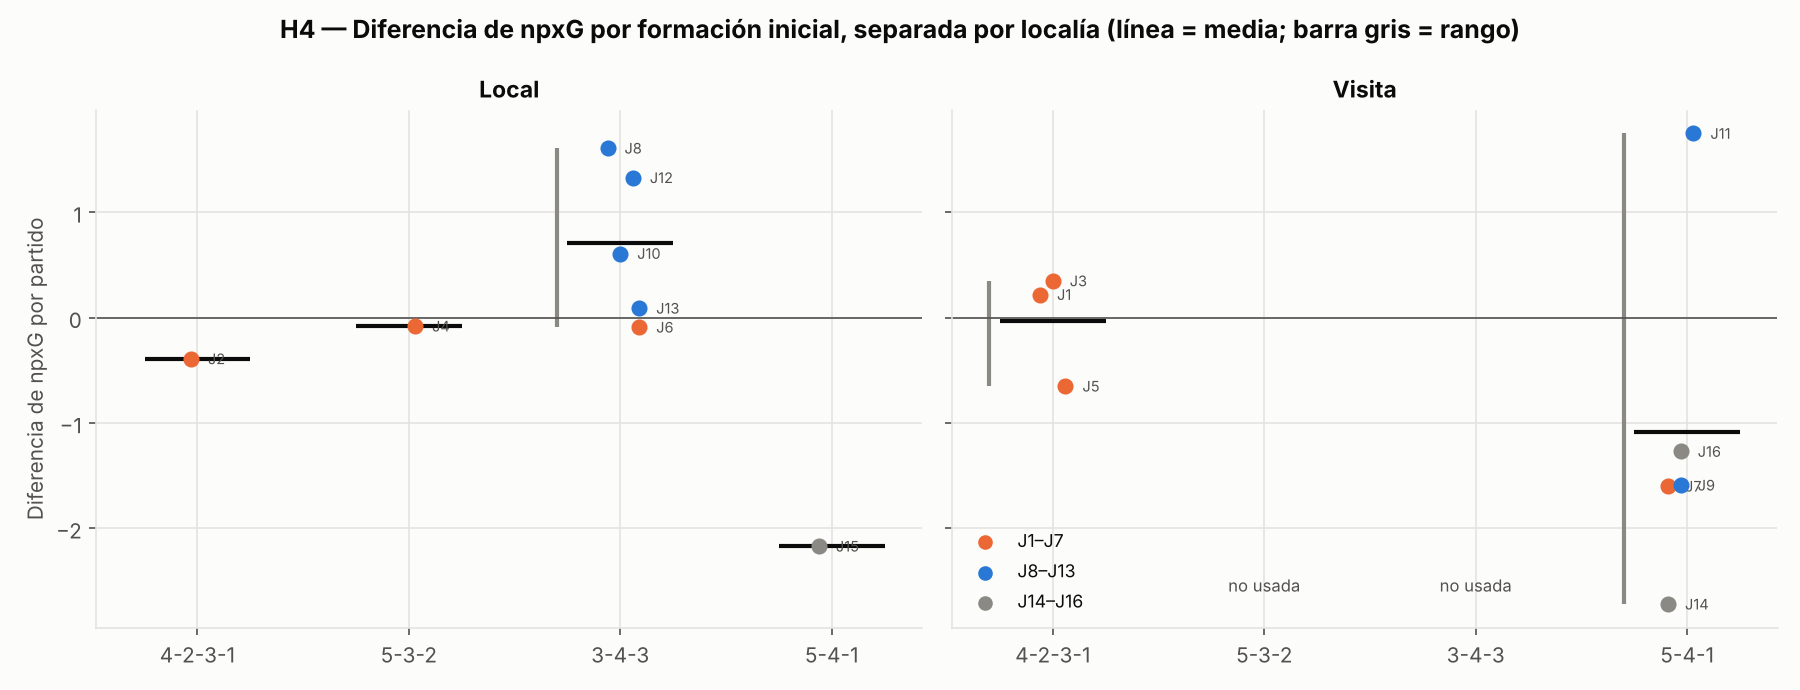 H4 — Diferencia de npxG por formación inicial, separada por localía (línea = media; barra gris = rango)
Local
Diferencia de npxG por partido
1
0
−1
−2
J8
J12
J10
J13
J6
J4
J2
J15
4-2-3-1
5-3-2
3-4-3
5-4-1
Visita
J11
J3
J1
J5
J16
J7
J9
J14
J1–J7
J8–J13
J14–J16
no usada
no usada
4-2-3-1
5-3-2
3-4-3
5-4-1